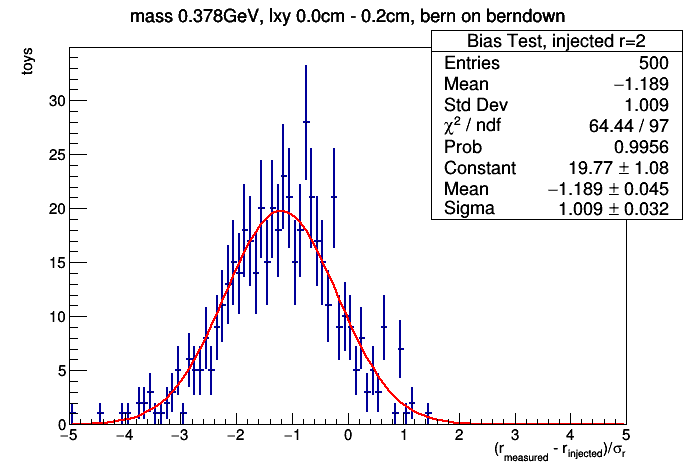 mass 0.378GeV, lxy 0.0cm - 0.2cm, bern on berndown
Bias Test, injected r=2
Entries 500
Mean −1.189
Std Dev 1.009
χ² / ndf 64.44 / 97
Prob 0.9956
Constant 19.77 ± 1.08
Mean −1.189 ± 0.045
Sigma 1.009 ± 0.032
toys
30
25
20
15
10
5
0
−5 −4 −3 −2 −1 0 1 2 3 4 5
(r_measured - r_injected)/σ_r